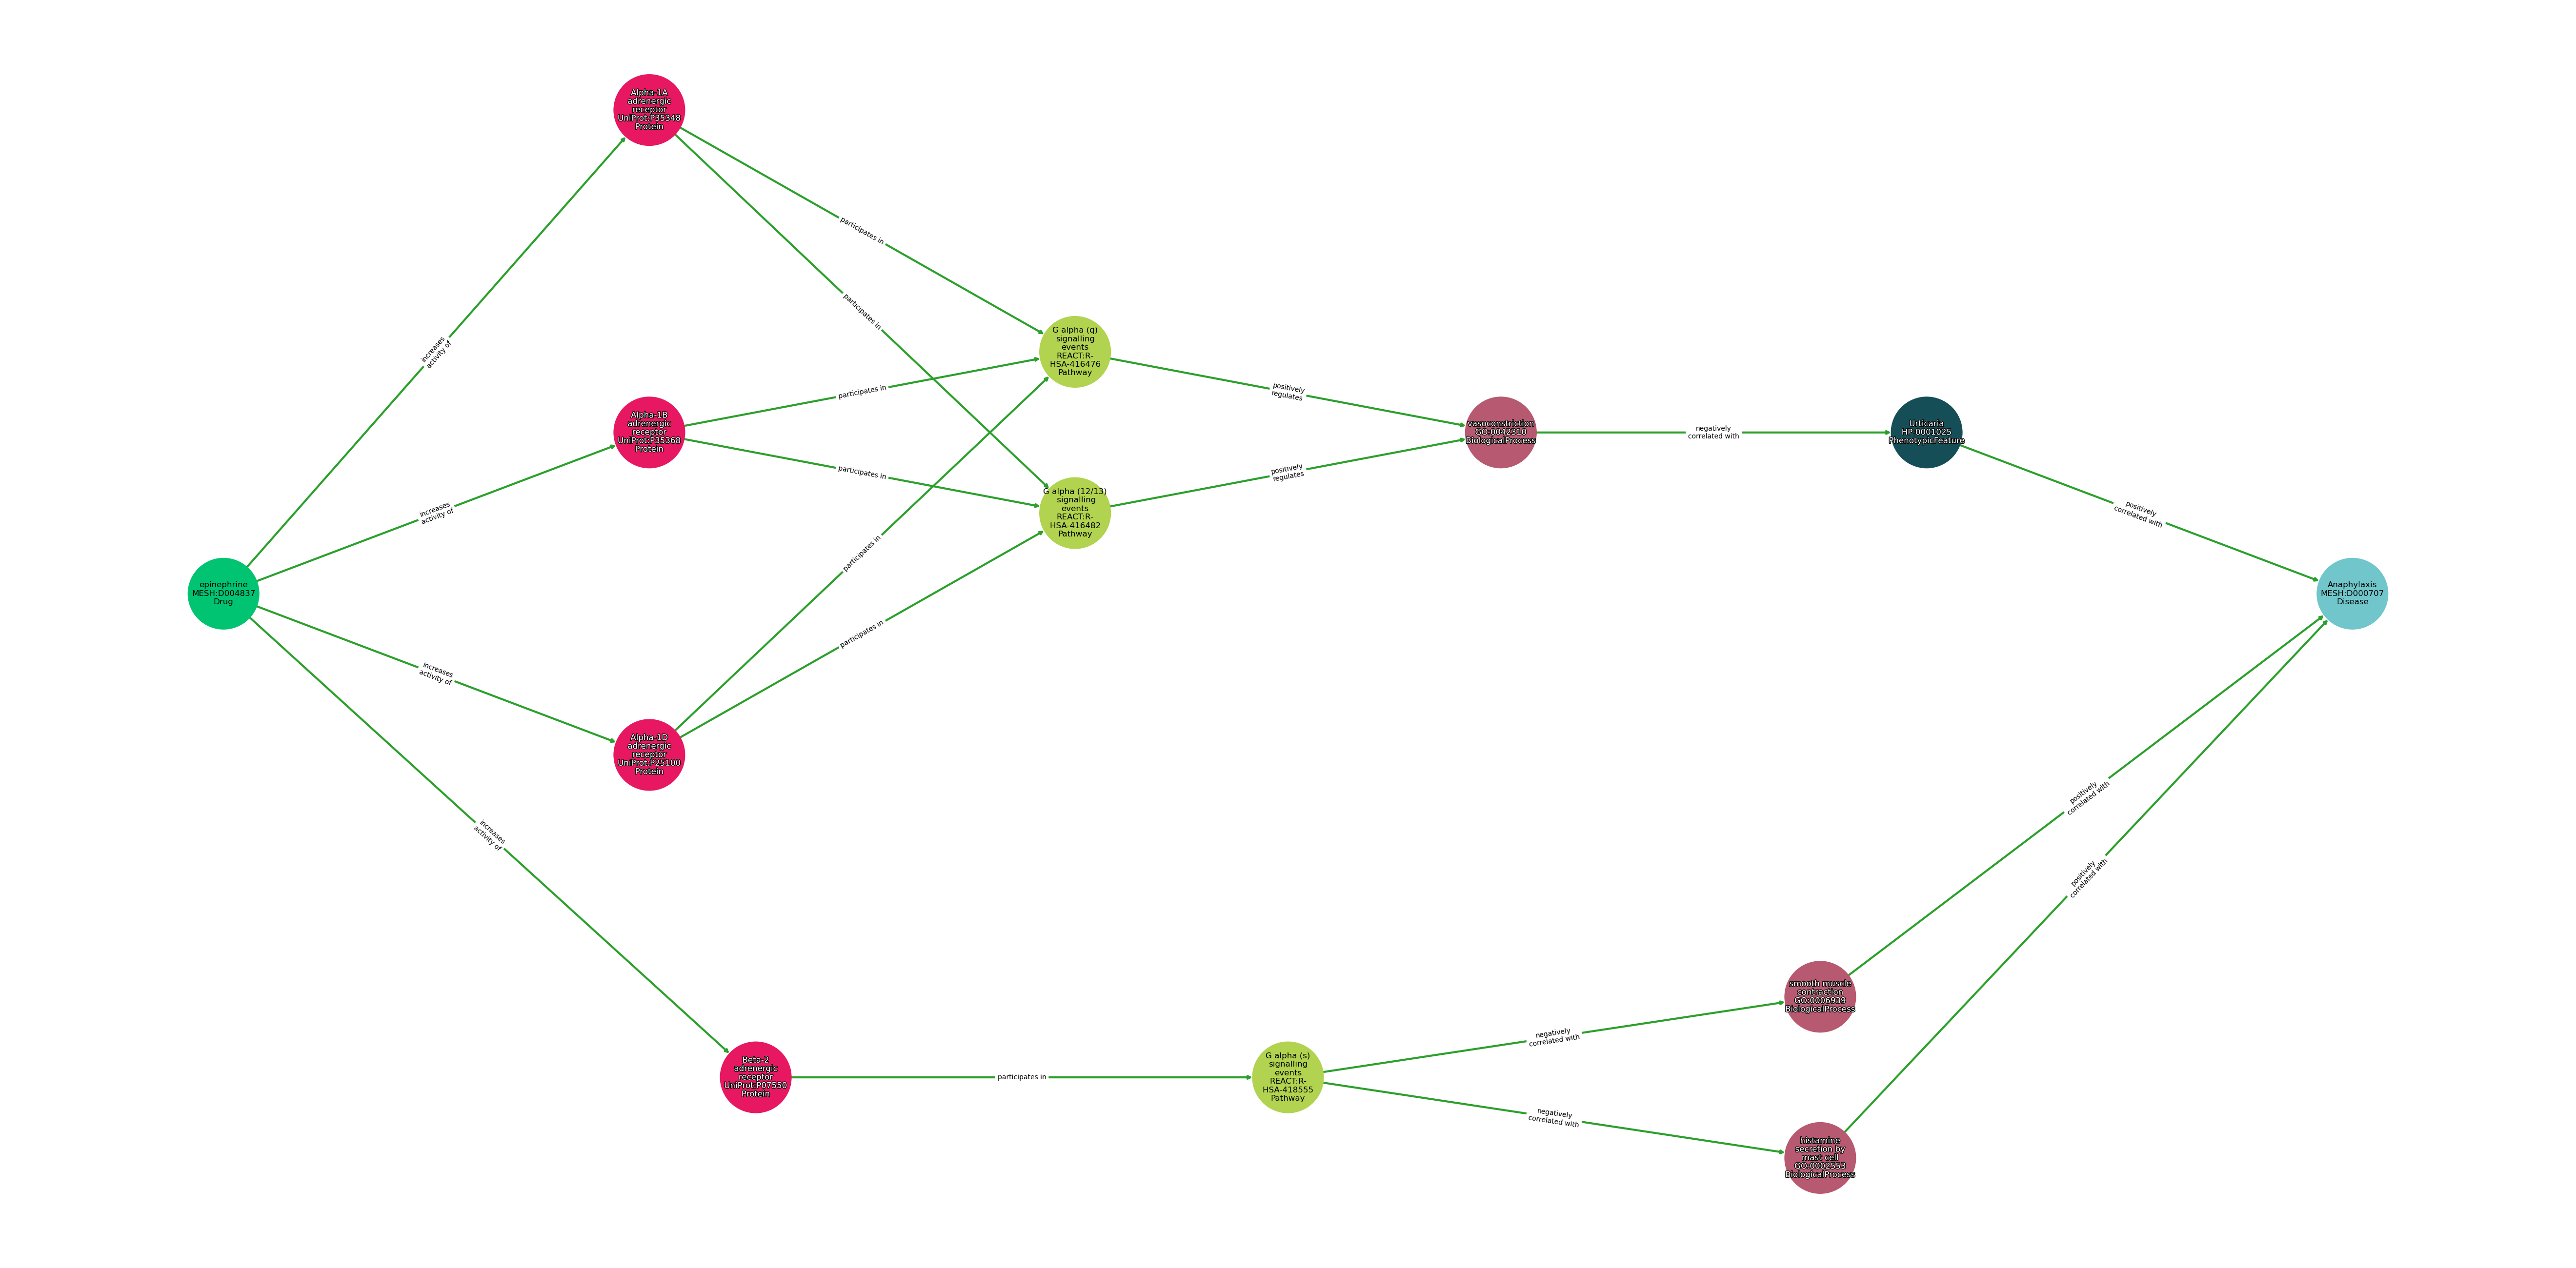 Alpha-1A
adrenergic
receptor
UniProt:P35348
Protein
participates in
participates in
increases
activity of
G alpha (q)
signalling
events
REACT:R-
HSA-416476
Pathway
positively
regulates
Alpha-1B
adrenergic
receptor
UniProt:P35368
Protein
participates in
participates in
vasoconstriction
GO:0042310
BiologicalProcess
negatively
correlated with
Urticaria
HP:0001025
PhenotypicFeature
positively
regulates
G alpha (12/13)
signalling
events
REACT:R-
HSA-416482
Pathway
increases
activity of
positively
correlated with
participates in
epinephrine
MESH:D004837
Drug
Anaphylaxis
MESH:D000707
Disease
participates in
increases
activity of
Alpha-1D
adrenergic
receptor
UniProt:P25100
Protein
increases
activity of
positively
correlated with
positively
correlated with
smooth muscle
contraction
GO:0006939
BiologicalProcess
negatively
correlated with
Beta-2
adrenergic
receptor
UniProt:P07550
Protein
participates in
G alpha (s)
signalling
events
REACT:R-
HSA-418555
Pathway
negatively
correlated with
histamine
secretion by
mast cell
GO:0002553
BiologicalProcess